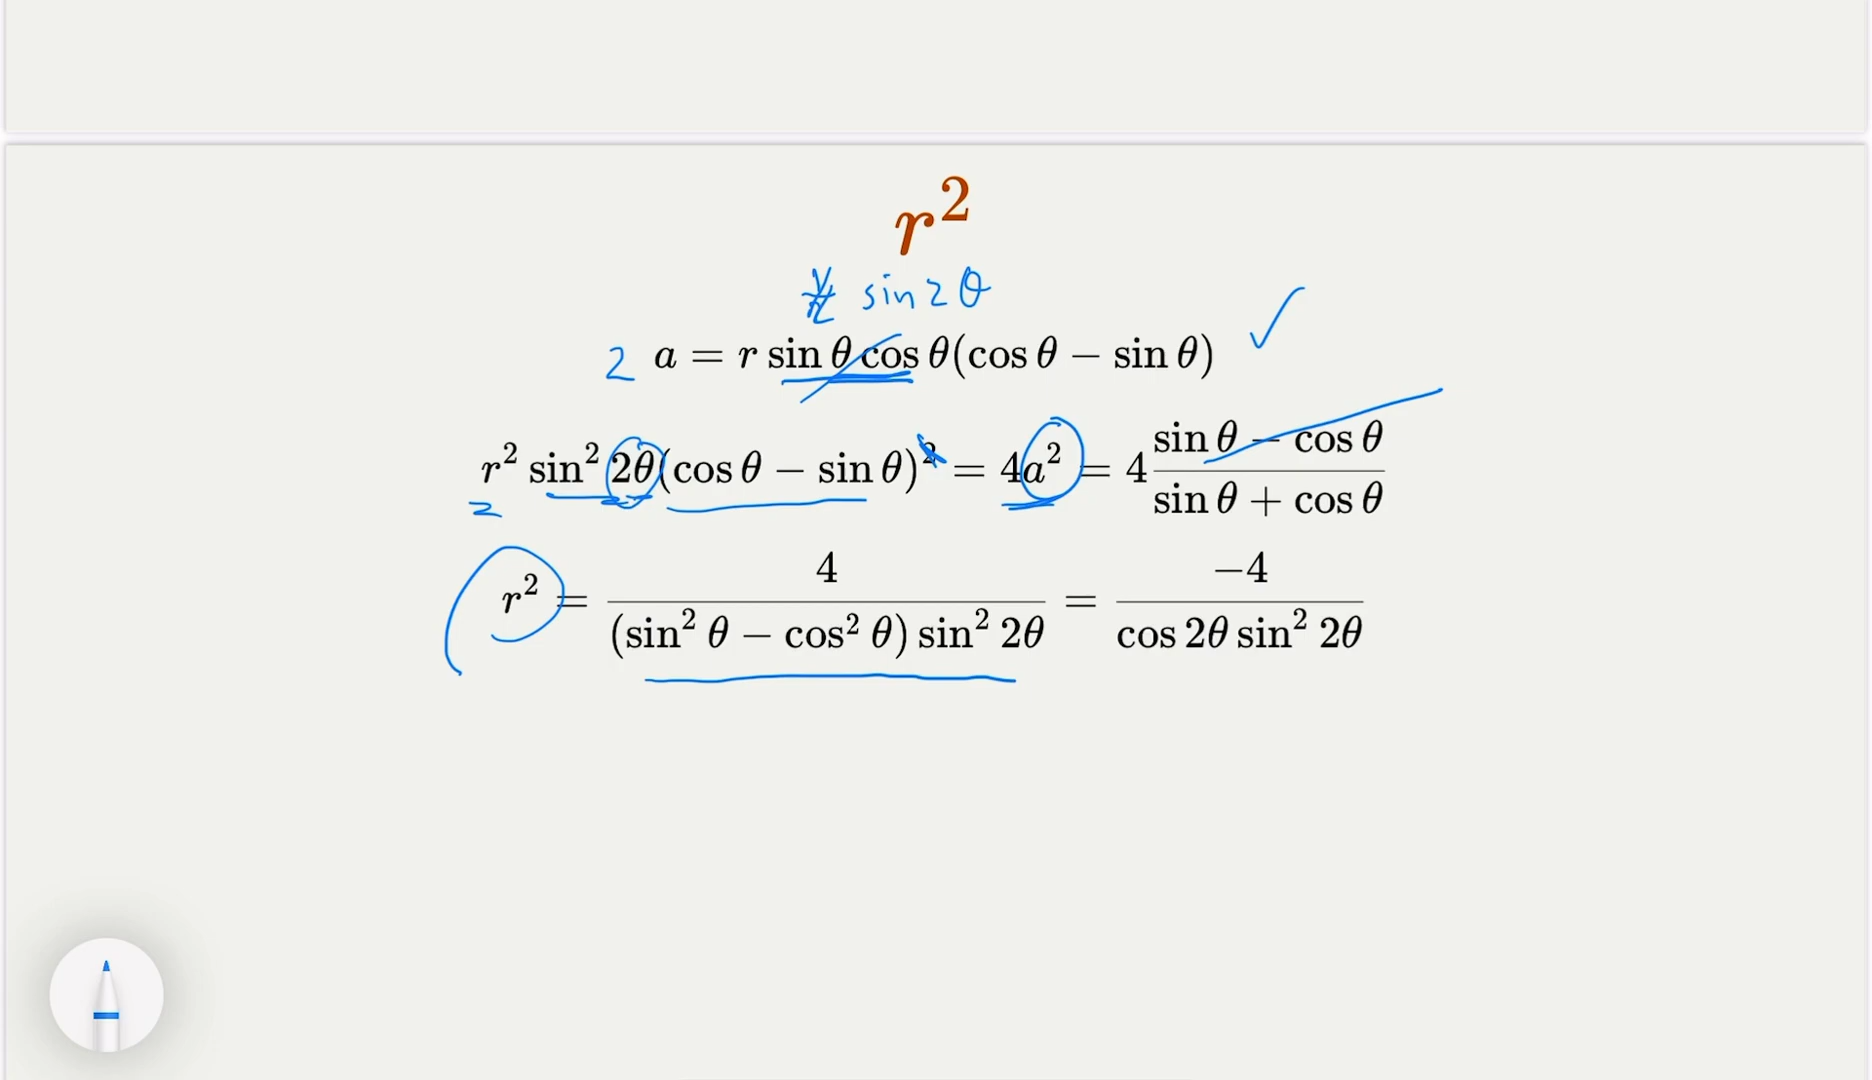 r²
½ sin 2θ
2 a = r sin θ cos θ(cos θ − sin θ) ✓
r² sin² 2θ(cos θ − sin θ)² = 4a² = 4 (sin θ − cos θ)/(sin θ + cos θ)
r² = 4/((sin² θ − cos² θ) sin² 2θ) = −4/(cos 2θ sin² 2θ)